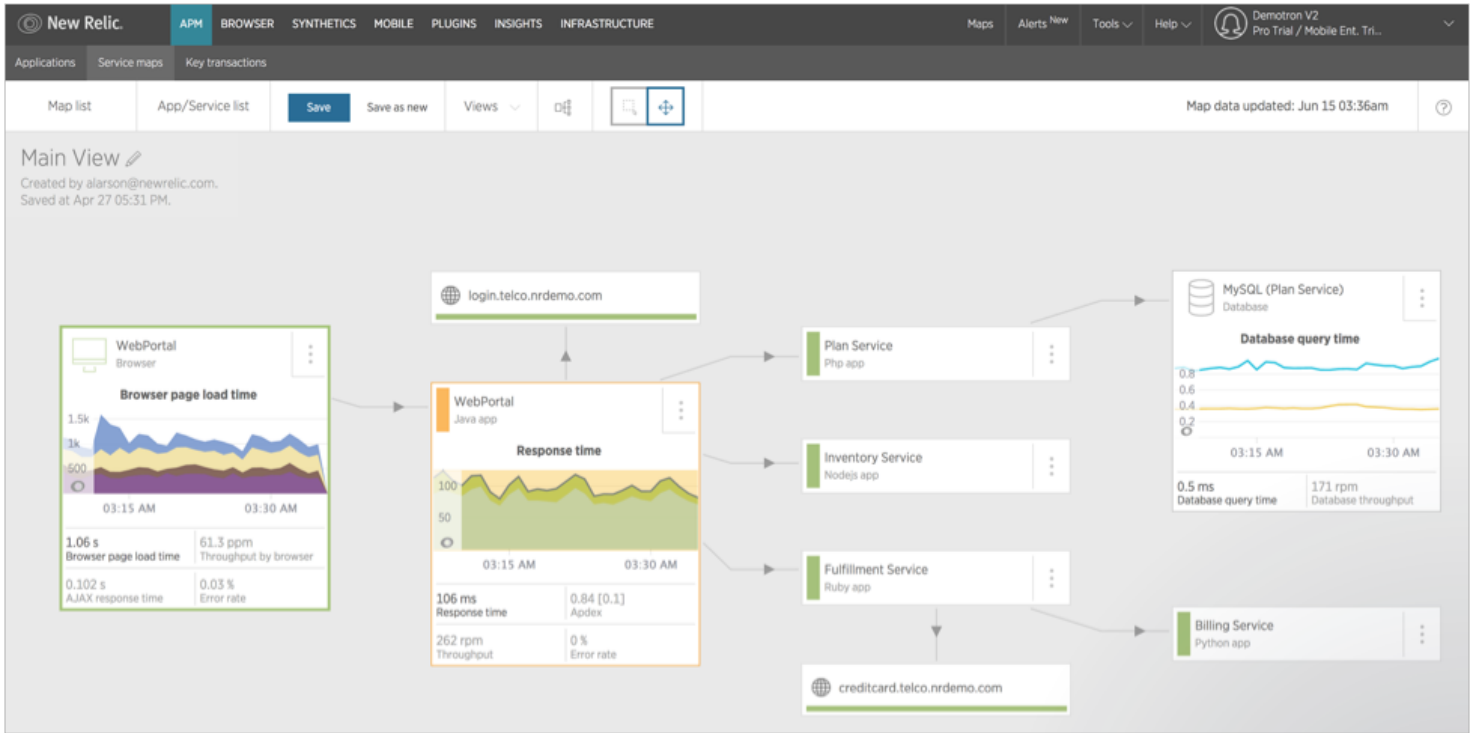 New Relic.
APM BROWSER SYNTHETICS MOBILE PLUGINS INSIGHTS INFRASTRUCTURE
Maps Alerts New Tools Help
Demotron V2
Pro Trial / Mobile Ent. Tri...
Applications Service maps Key transactions
Map list App/Service list Save Save as new Views
Map data updated: Jun 15 03:36am ?
Main View
Created by alarson@newrelic.com.
Saved at Apr 27 05:31 PM.
WebPortal
Browser
Browser page load time
1.5k
1k
500
03:15 AM 03:30 AM
1.06 s 61.3 ppm
Browser page load time Throughput by browser
0.102 s 0.03 %
AJAX response time Error rate
login.telco.nrdemo.com
WebPortal
Java app
Response time
100
50
03:15 AM 03:30 AM
106 ms 0.84 [0.1]
Response time Apdex
262 rpm 0 %
Throughput Error rate
Plan Service
Php app
Inventory Service
Nodejs app
Fulfillment Service
Ruby app
creditcard.telco.nrdemo.com
MySQL (Plan Service)
Database
Database query time
0.8
0.6
0.4
0.2
03:15 AM 03:30 AM
0.5 ms 171 rpm
Database query time Database throughput
Billing Service
Python app